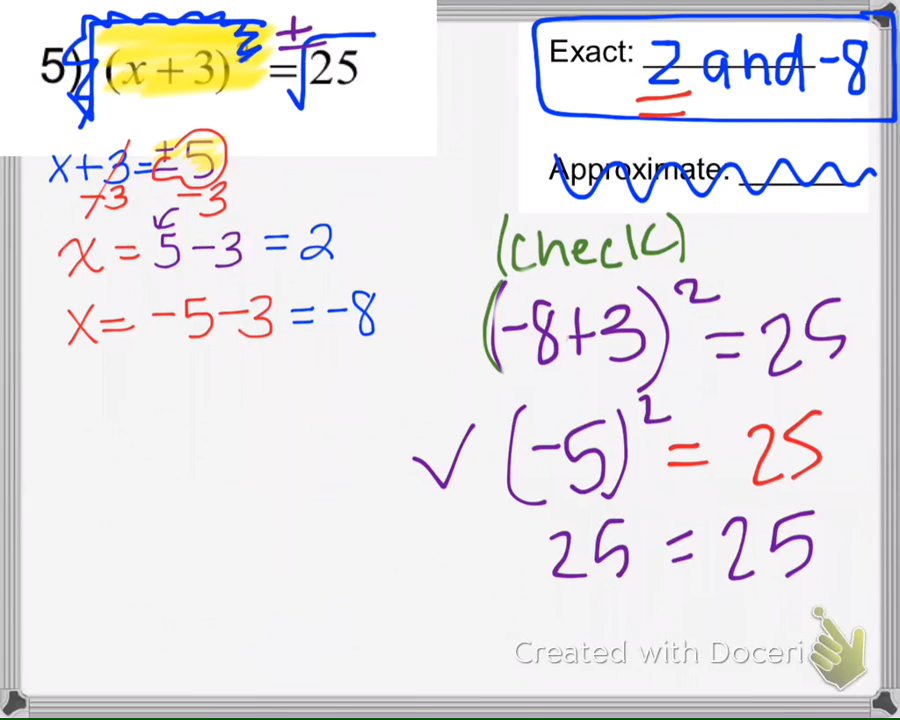 5) √(x + 3)² = ±√25
x+3=±5
-3 -3
x = 5-3 = 2
x = -5-3 = -8
Exact: 2 and -8
Approximate:
(check)
(-8+3)² = 25
✓ (-5)² = 25
25 = 25
Created with Doceri